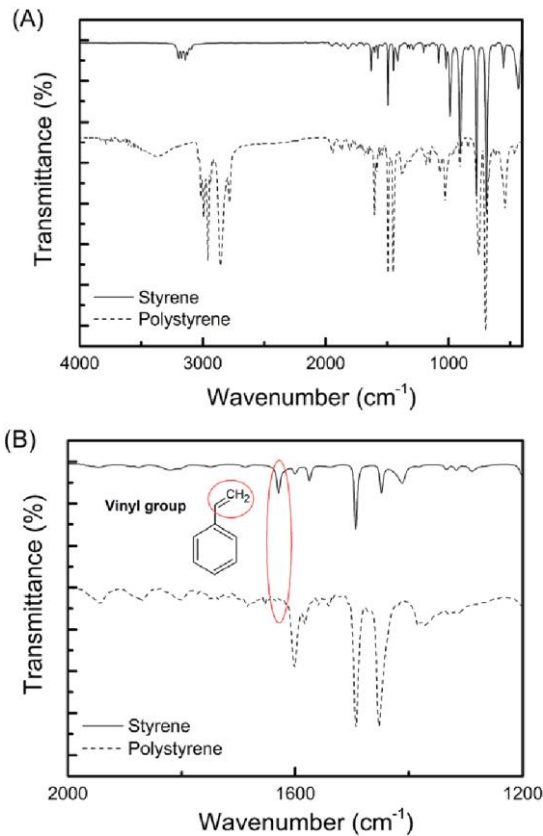 (A)
Transmittance (%)
Styrene
Polystyrene
4000 3000 2000 1000
Wavenumber (cm⁻¹)
(B)
Transmittance (%)
Vinyl group
CH₂
Styrene
Polystyrene
2000 1600 1200
Wavenumber (cm⁻¹)